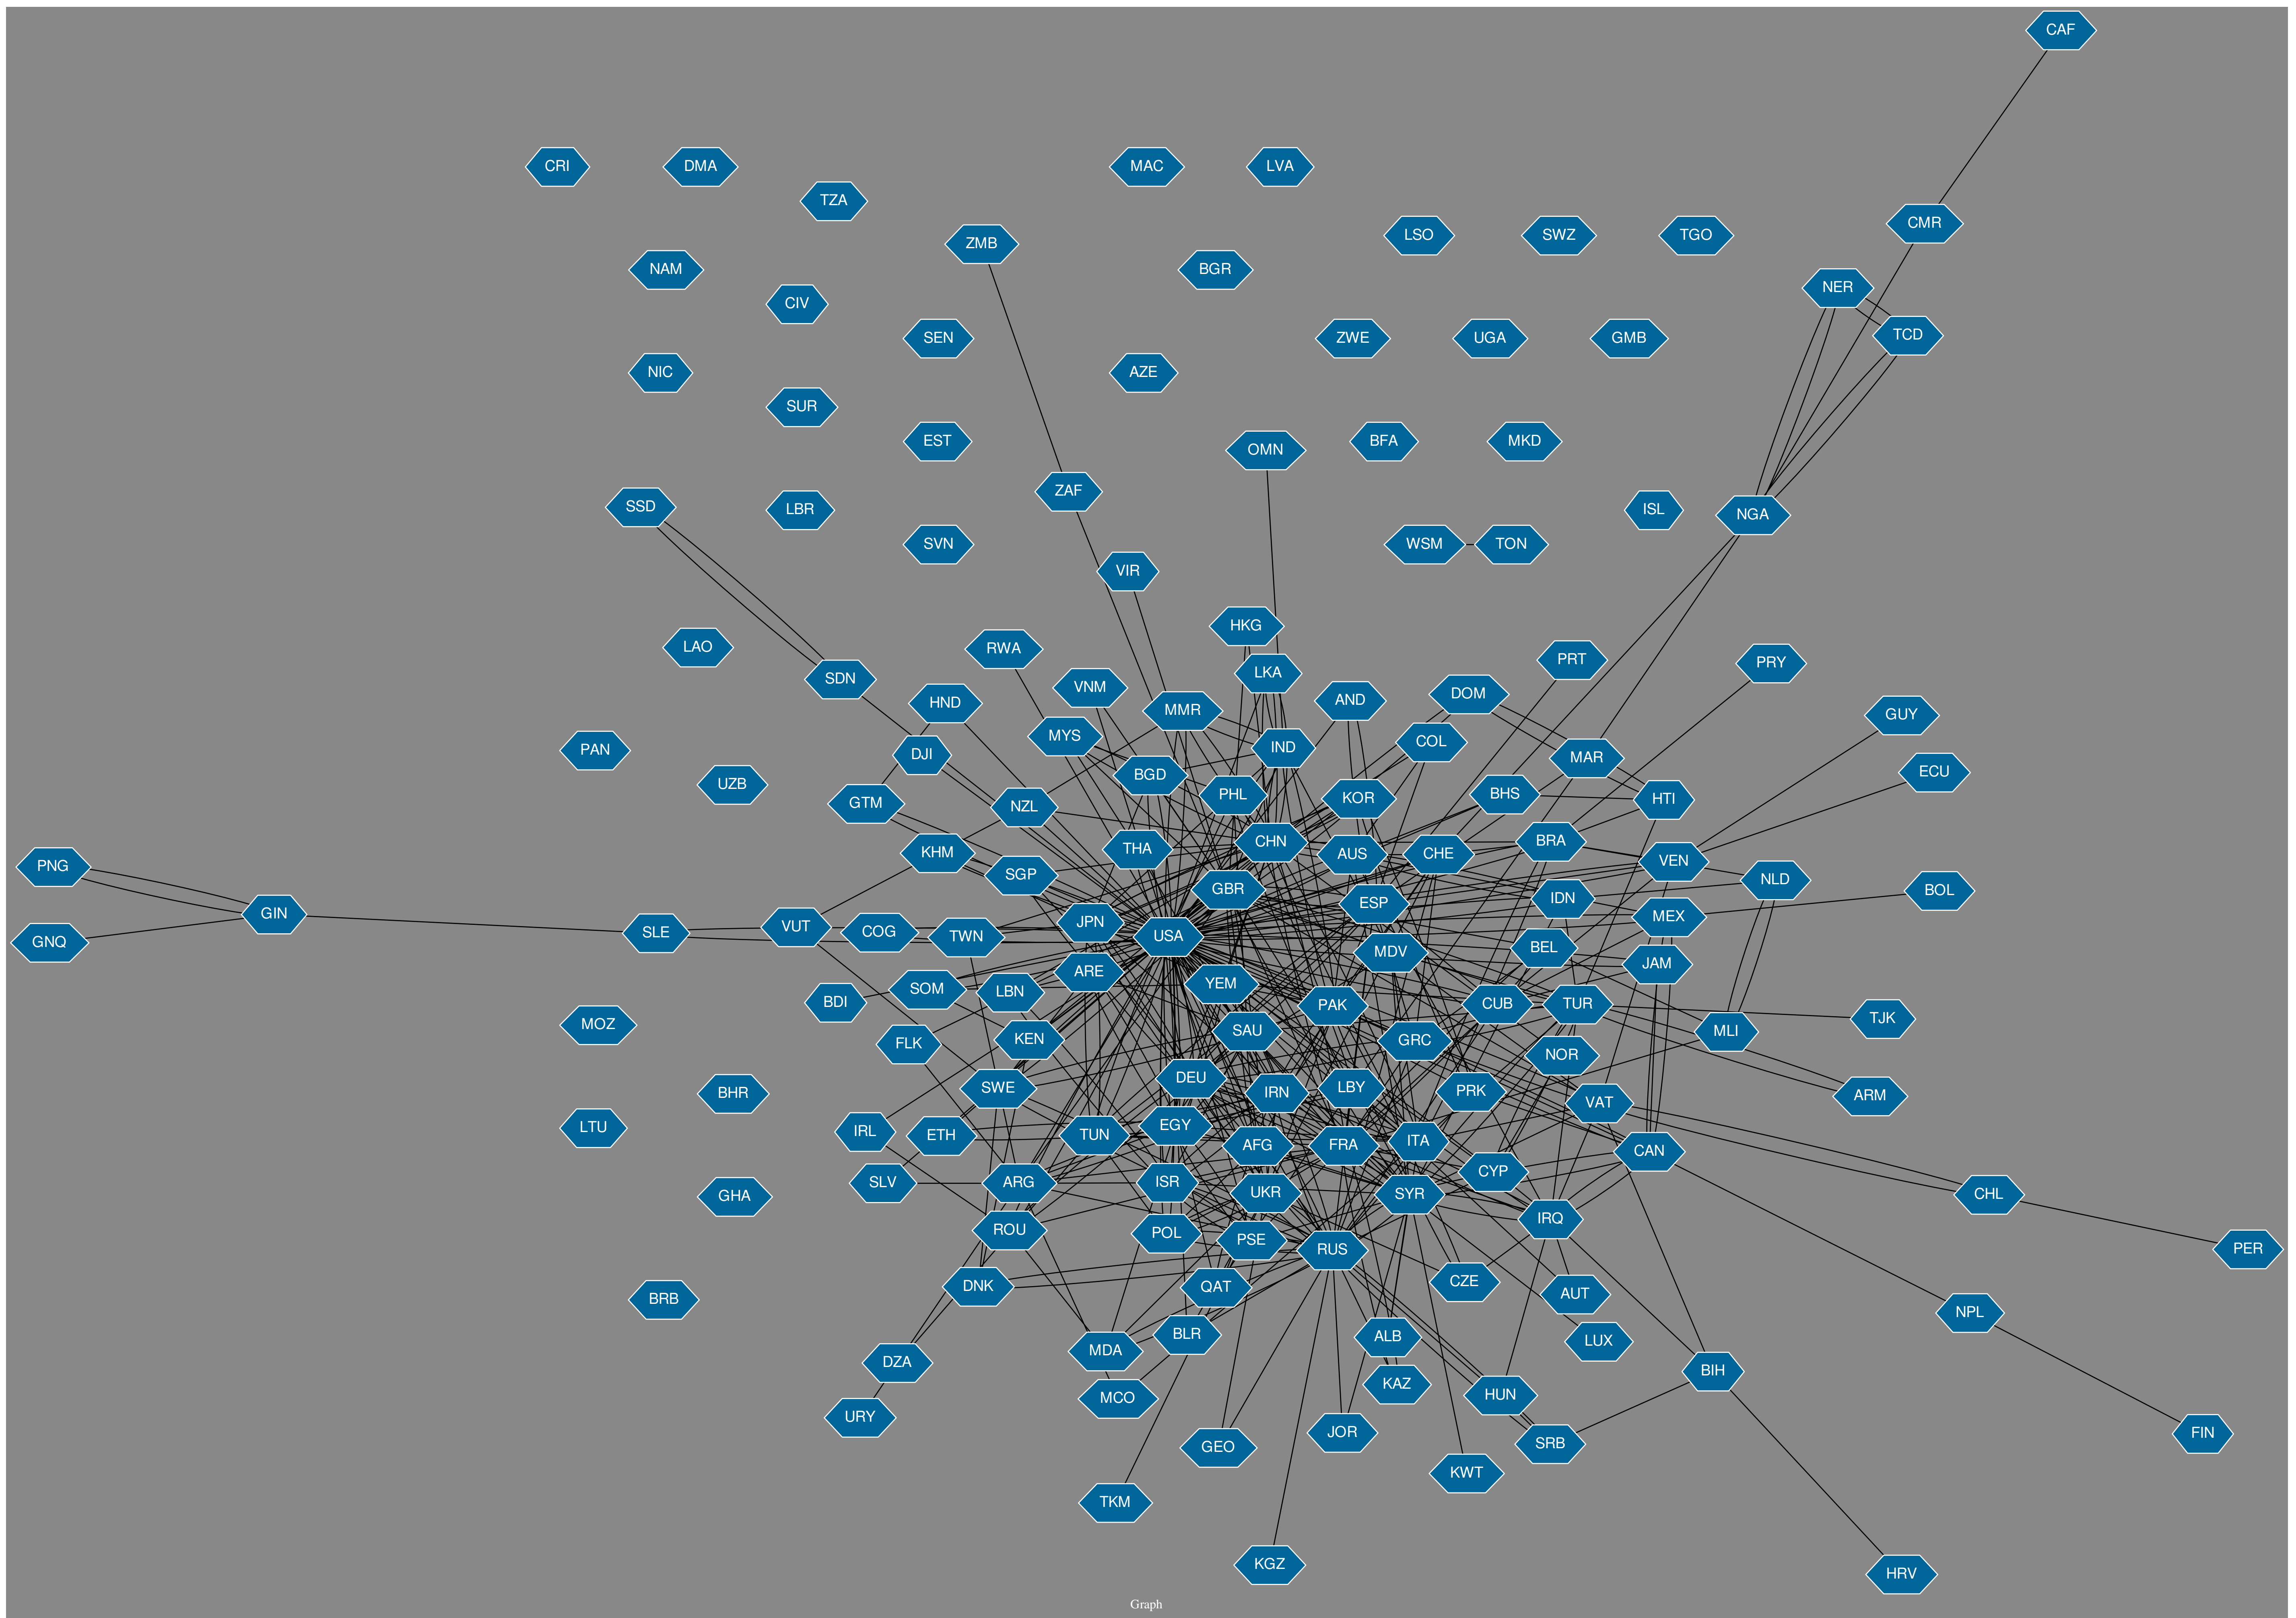 CAF
CRI
DMA
MAC
LVA
TZA
CMR
LSO
SWZ
TGO
ZMB
NAM
BGR
NER
CIV
TCD
SEN
ZWE
UGA
GMB
NIC
AZE
SUR
EST
BFA
MKD
OMN
ZAF
SSD
LBR
ISL
NGA
SVN
WSM
TON
VIR
HKG
LAO
RWA
PRT
PRY
LKA
SDN
VNM
DOM
AND
HND
MMR
GUY
MYS
COL
IND
PAN
DJI
MAR
ECU
BGD
UZB
PHL
BHS
KOR
HTI
GTM
NZL
CHN
BRA
THA
KHM
AUS
CHE
VEN
PNG
SGP
NLD
GBR
BOL
IDN
ESP
GIN
MEX
JPN
VUT
SLE
COG
TWN
USA
GNQ
BEL
MDV
JAM
ARE
YEM
SOM
LBN
BDI
CUB
TUR
PAK
TJK
MOZ
SAU
MLI
KEN
GRC
FLK
NOR
DEU
SWE
LBY
PRK
IRN
BHR
ARM
VAT
EGY
LTU
IRL
ETH
TUN
ITA
AFG
FRA
CAN
CYP
SLV
ARG
ISR
UKR
SYR
CHL
GHA
IRQ
ROU
POL
PSE
RUS
PER
CZE
DNK
QAT
AUT
BRB
NPL
BLR
ALB
LUX
MDA
DZA
BIH
KAZ
MCO
HUN
URY
JOR
FIN
SRB
GEO
KWT
TKM
KGZ
HRV
Graph